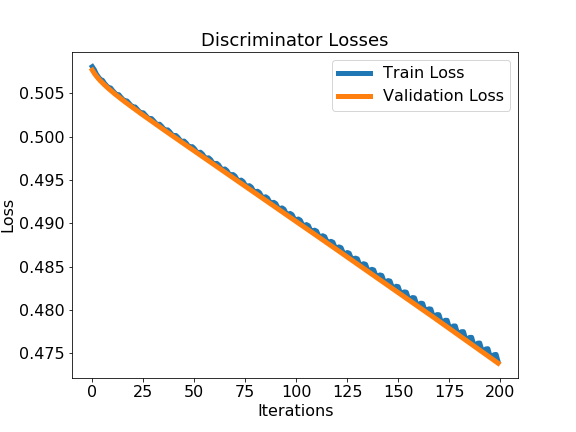 Discriminator Losses
Train Loss
Validation Loss
Loss
0.505
0.500
0.495
0.490
0.485
0.480
0.475
0 25 50 75 100 125 150 175 200
Iterations